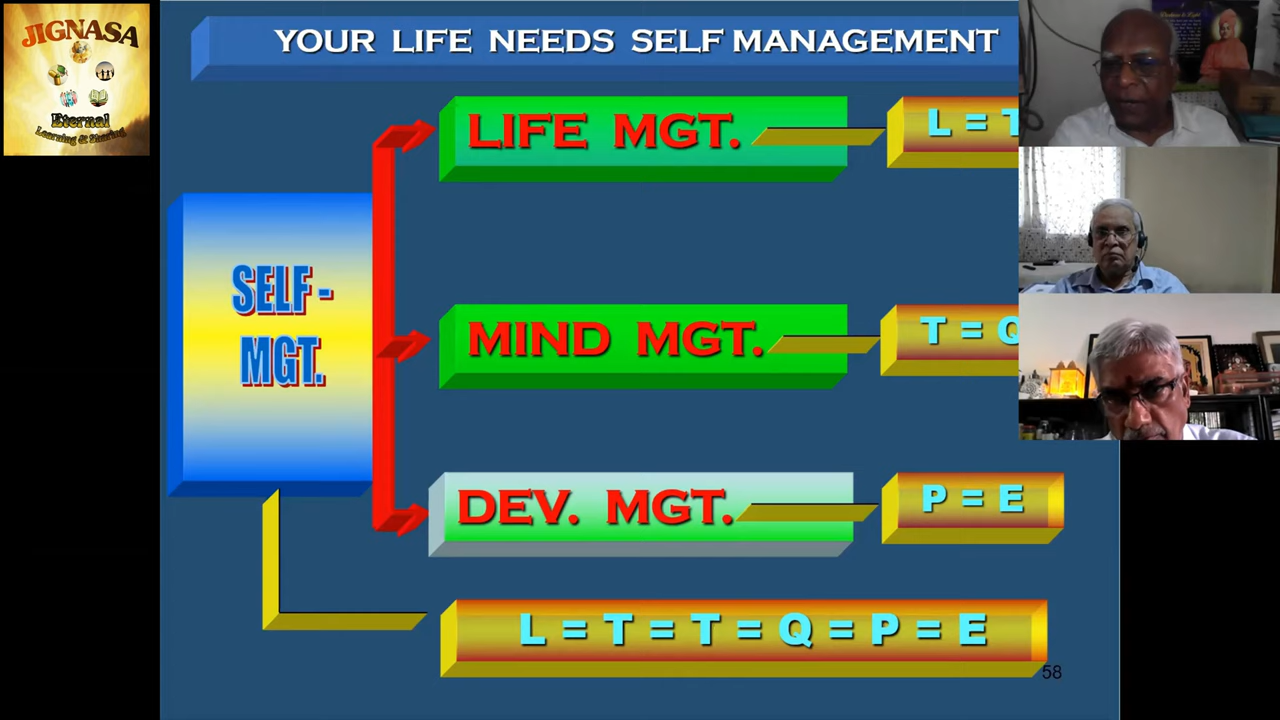 JIGNASA
Eternal
Learning & Sharing
YOUR LIFE NEEDS SELF MANAGEMENT
LIFE MGT.
L = T
SELF -
MGT.
MIND MGT.
T = Q
DEV. MGT.
P = E
L = T = T = Q = P = E
58